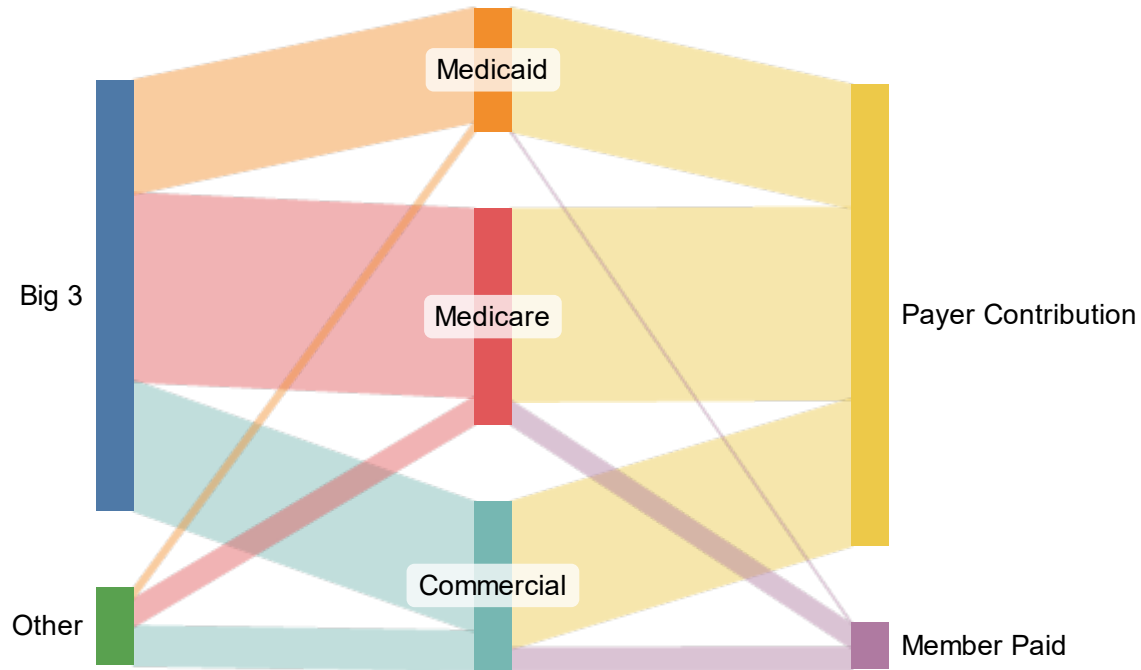 Medicaid
Big 3
Medicare
Payer Contribution
Commercial
Other
Member Paid